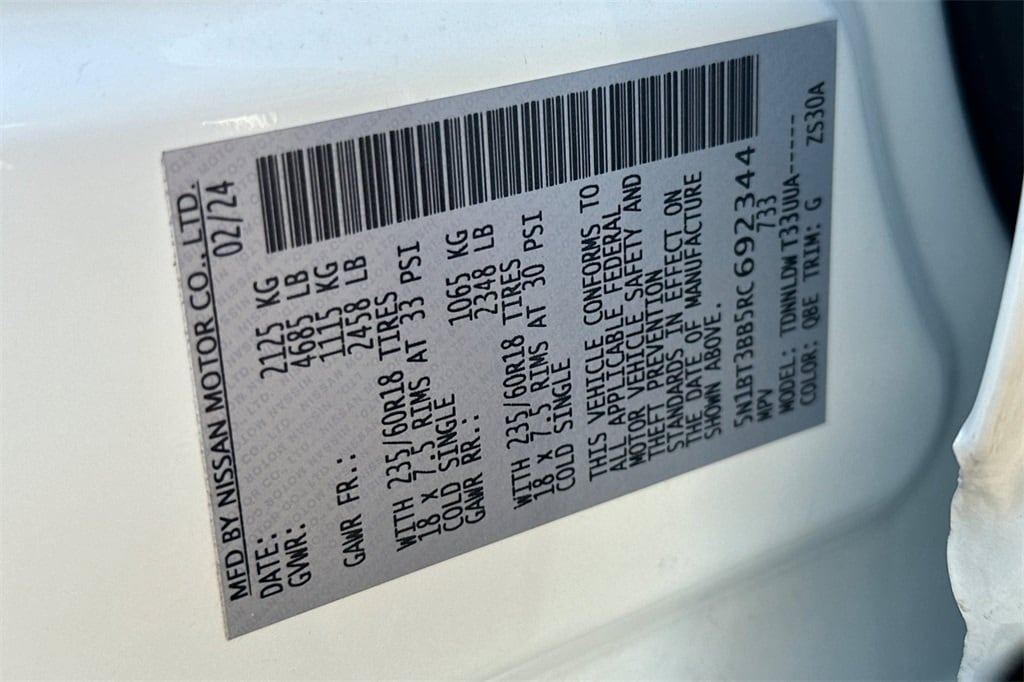 MFD BY NISSAN MOTOR CO., LTD.
DATE: 02/24
GVWR: 2125 KG
4685 LB
GAWR FR.: 1115 KG
2458 LB
WITH 235/60R18 TIRES
18 x 7.5 RIMS AT 33 PSI
COLD SINGLE
GAWR RR.: 1065 KG
2348 LB
WITH 235/60R18 TIRES
18 x 7.5 RIMS AT 30 PSI
COLD SINGLE
THIS VEHICLE CONFORMS TO
ALL APPLICABLE FEDERAL
MOTOR VEHICLE SAFETY AND
THEFT PREVENTION
STANDARDS IN EFFECT ON
THE DATE OF MANUFACTURE
SHOWN ABOVE.
5N1BT3BB5RC692344
MPV 733
MODEL: TDNNLDWT33UUA-----
COLOR: QBE TRIM: G ZS30A